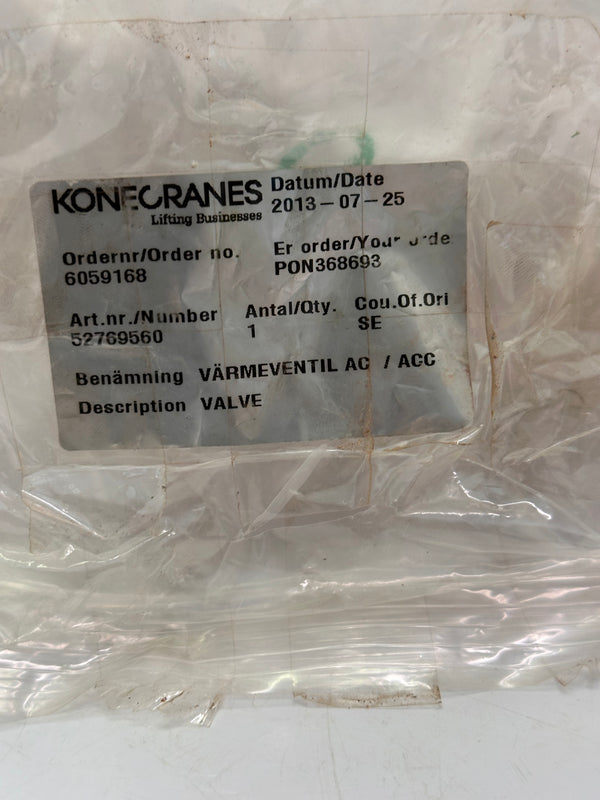 KONECRANES
Lifting Businesses
Datum/Date
2013-07-25
Ordernr/Order no.
6059168
Er order/Your
PON368693
Art.nr./Number
52769560
Antal/Qty.
1
Cou.Of.Ori
SE
Benämning VÄRMEVENTIL AC / ACC
Description VALVE